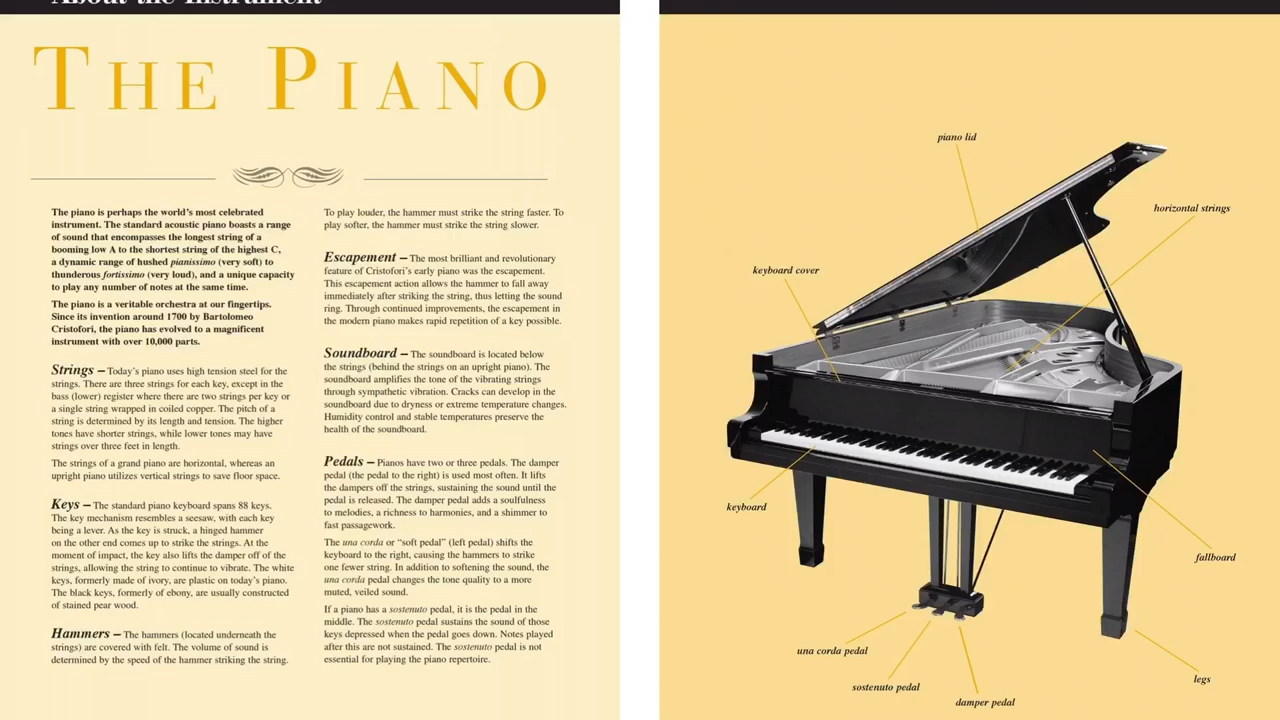 About the Instrument
THE PIANO
The piano is perhaps the world's most celebrated
instrument. The standard acoustic piano boasts a range
of sound that encompasses the longest string of a
booming low A to the shortest string of the highest C,
a dynamic range of hushed pianissimo (very soft) to
thunderous fortissimo (very loud), and a unique capacity
to play any number of notes at the same time.
The piano is a veritable orchestra at our fingertips.
Since its invention around 1700 by Bartolomeo
Cristofori, the piano has evolved to a magnificent
instrument with over 10,000 parts.
Strings – Today's piano uses high tension steel for the
strings. There are three strings for each key, except in the
bass (lower) register where there are two strings per key or
a single string wrapped in coiled copper. The pitch of a
string is determined by its length and tension. The higher
tones have shorter strings, while lower tones may have
strings over three feet in length.
The strings of a grand piano are horizontal, whereas an
upright piano utilizes vertical strings to save floor space.
Keys – The standard piano keyboard spans 88 keys.
The key mechanism resembles a seesaw, with each key
being a lever. As the key is struck, a hinged hammer
on the other end comes up to strike the strings. At the
moment of impact, the key also lifts the damper off of the
strings, allowing the string to continue to vibrate. The white
keys, formerly made of ivory, are plastic on today's piano.
The black keys, formerly of ebony, are usually constructed
of stained pear wood.
Hammers – The hammers (located underneath the
strings) are covered with felt. The volume of sound is
determined by the speed of the hammer striking the string.
To play louder, the hammer must strike the string faster. To
play softer, the hammer must strike the string slower.
Escapement – The most brilliant and revolutionary
feature of Cristofori's early piano was the escapement.
This escapement action allows the hammer to fall away
immediately after striking the string, thus letting the sound
ring. Through continued improvements, the escapement in
the modern piano makes rapid repetition of a key possible.
Soundboard – The soundboard is located below
the strings (behind the strings on an upright piano). The
soundboard amplifies the tone of the vibrating strings
through sympathetic vibration. Cracks can develop in the
soundboard due to dryness or extreme temperature changes.
Humidity control and stable temperatures preserve the
health of the soundboard.
Pedals – Pianos have two or three pedals. The damper
pedal (the pedal to the right) is used most often. It lifts
the dampers off the strings, sustaining the sound until the
pedal is released. The damper pedal adds a soulfulness
to melodies, a richness to harmonies, and a shimmer to
fast passagework.
The una corda or “soft pedal” (left pedal) shifts the
keyboard to the right, causing the hammers to strike
one fewer string. In addition to softening the sound, the
una corda pedal changes the tone quality to a more
muted, veiled sound.
If a piano has a sostenuto pedal, it is the pedal in the
middle. The sostenuto pedal sustains the sound of those
keys depressed when the pedal goes down. Notes played
after this are not sustained. The sostenuto pedal is not
essential for playing the piano repertoire.
piano lid
horizontal strings
keyboard cover
keyboard
fallboard
una corda pedal
sostenuto pedal
damper pedal
legs